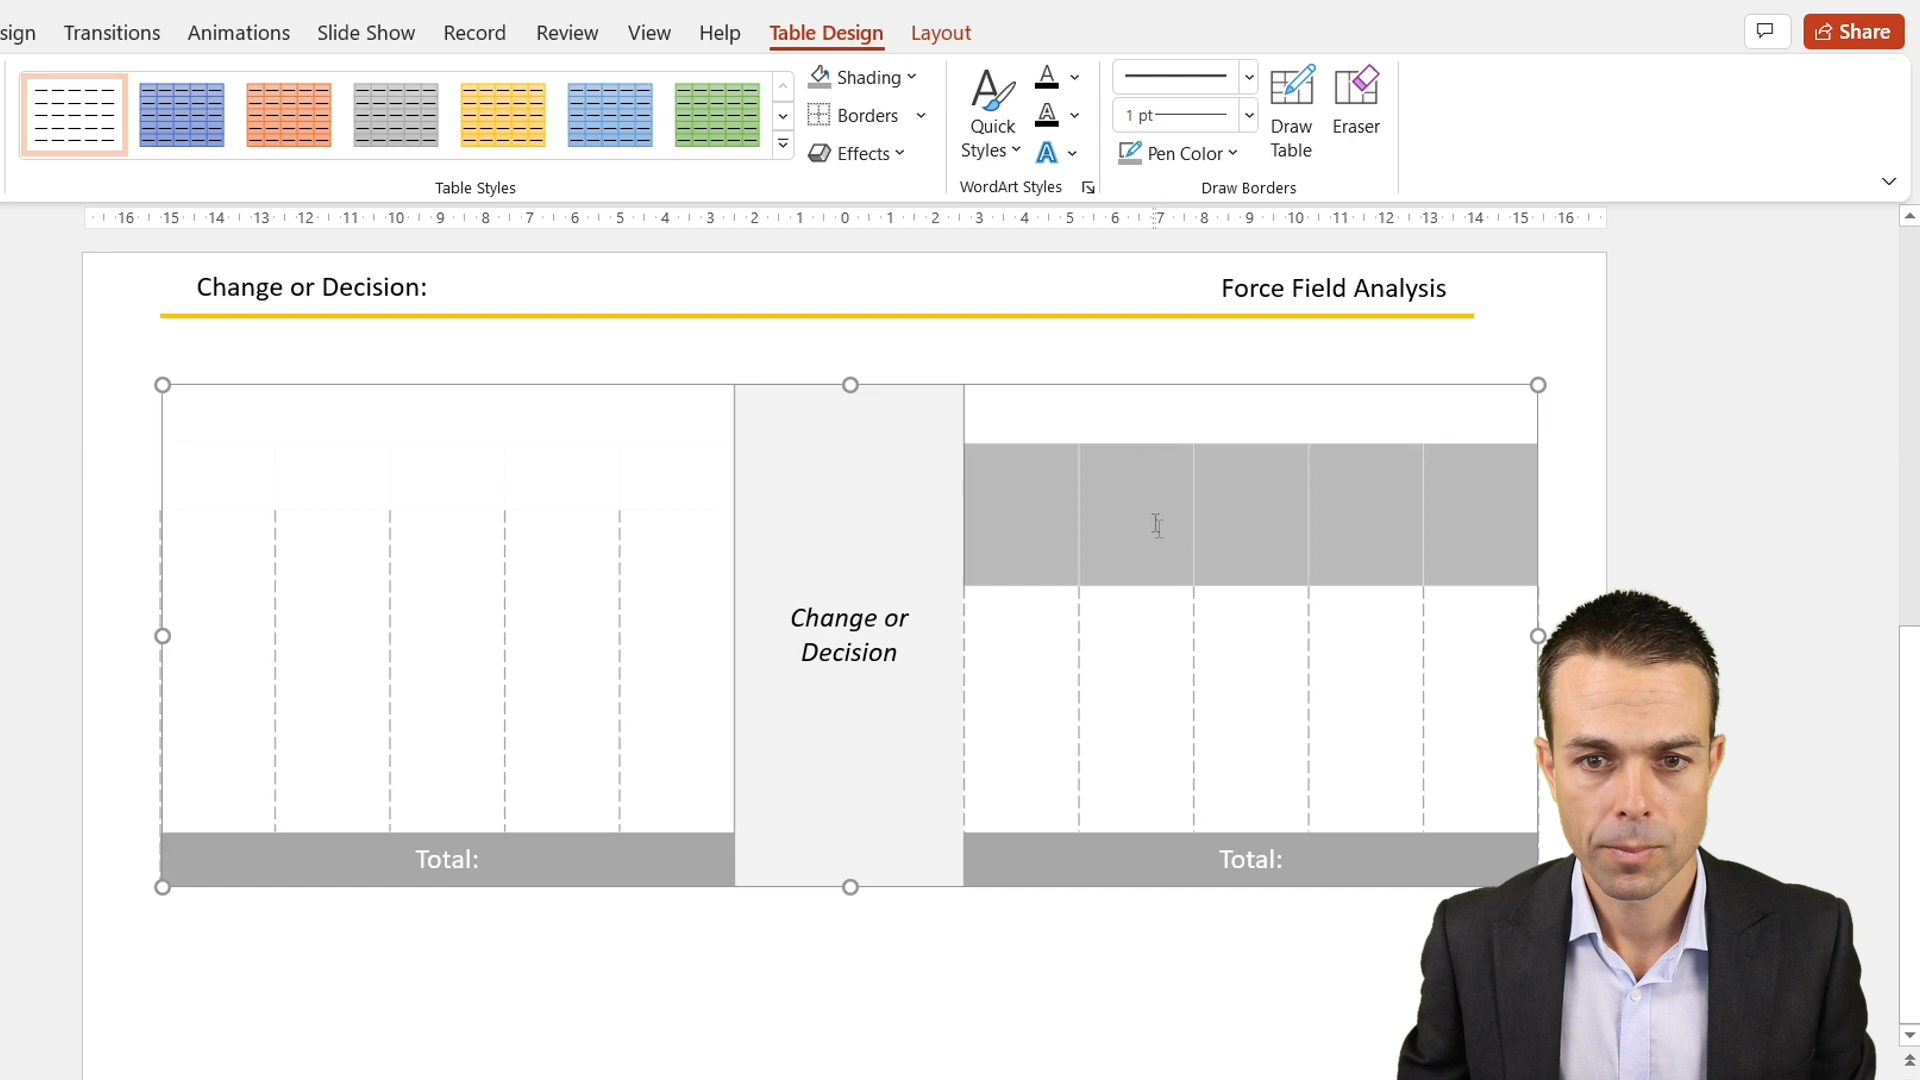 sign Transitions Animations Slide Show Record Review View Help Table Design Layout Share
Shading
Borders
Effects
Table Styles
Quick
Styles
A
A
A
WordArt Styles
1 pt
Pen Color
Draw
Table
Eraser
Draw Borders
16 15 14 13 12 11 10 9 8 7 6 5 4 3 2 1 0 1 2 3 4 5 6 7 8 9 10 11 12 13 14 15 16
Change or Decision:
Force Field Analysis
Change or
Decision
Total:
Total: